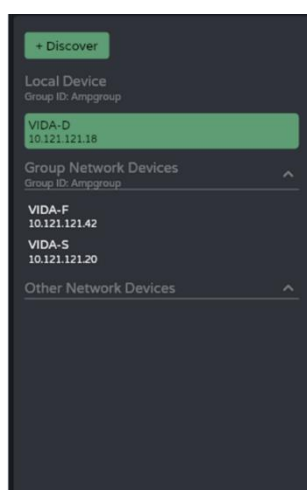 + Discover
Local Device
Group ID: Ampgroup
VIDA-D
10.121.121.18
Group Network Devices
Group ID: Ampgroup
VIDA-F
10.121.121.42
VIDA-S
10.121.121.20
Other Network Devices